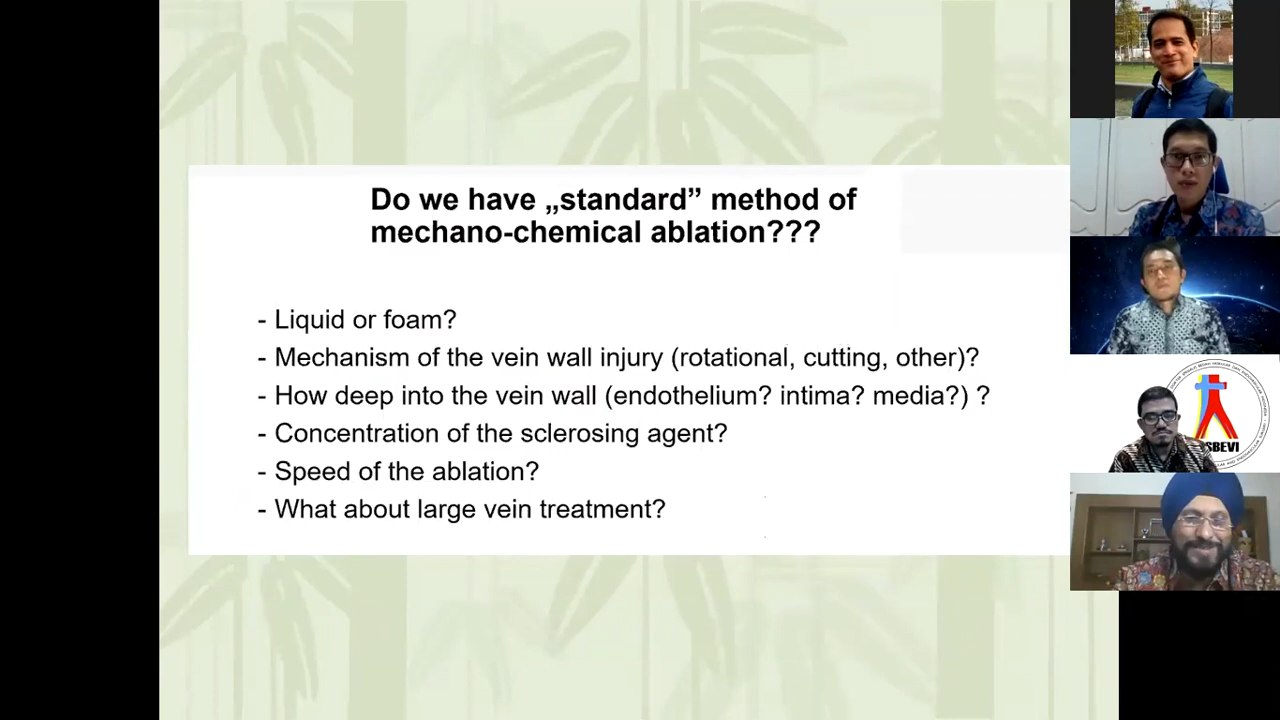 Do we have „standard” method of
mechano-chemical ablation???
- Liquid or foam?
- Mechanism of the vein wall injury (rotational, cutting, other)?
- How deep into the vein wall (endothelium? intima? media?) ?
- Concentration of the sclerosing agent?
- Speed of the ablation?
- What about large vein treatment?
SBEVI